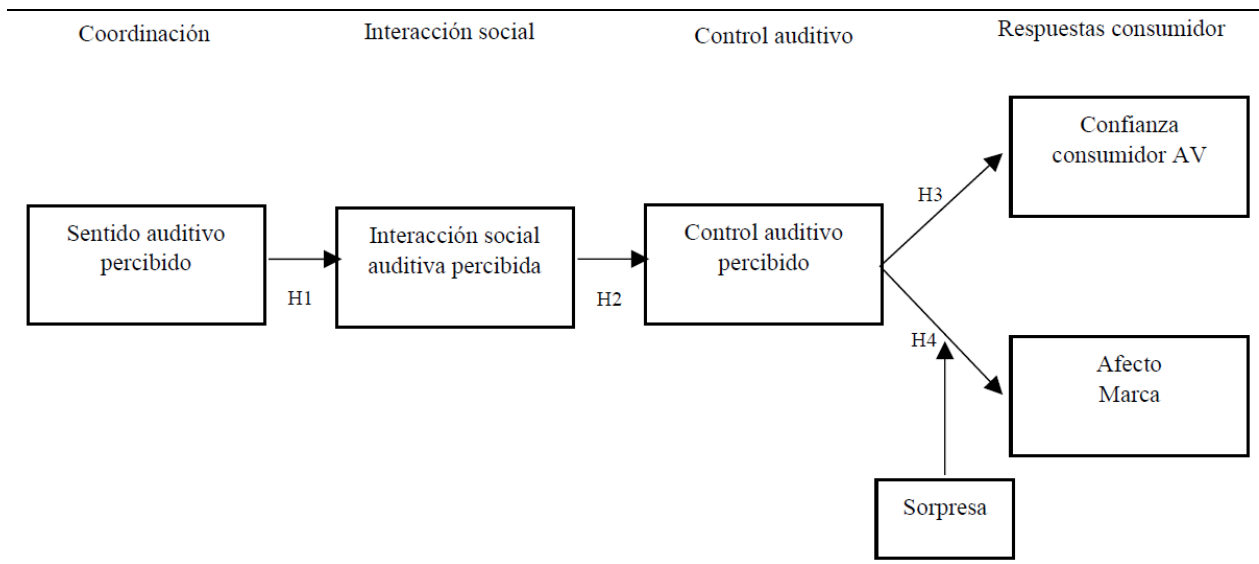 Coordinación
Interacción social
Control auditivo
Respuestas consumidor
Sentido auditivo
percibido
H1
Interacción social
auditiva percibida
H2
Control auditivo
percibido
H3
Confianza
consumidor AV
H4
Afecto
Marca
Sorpresa